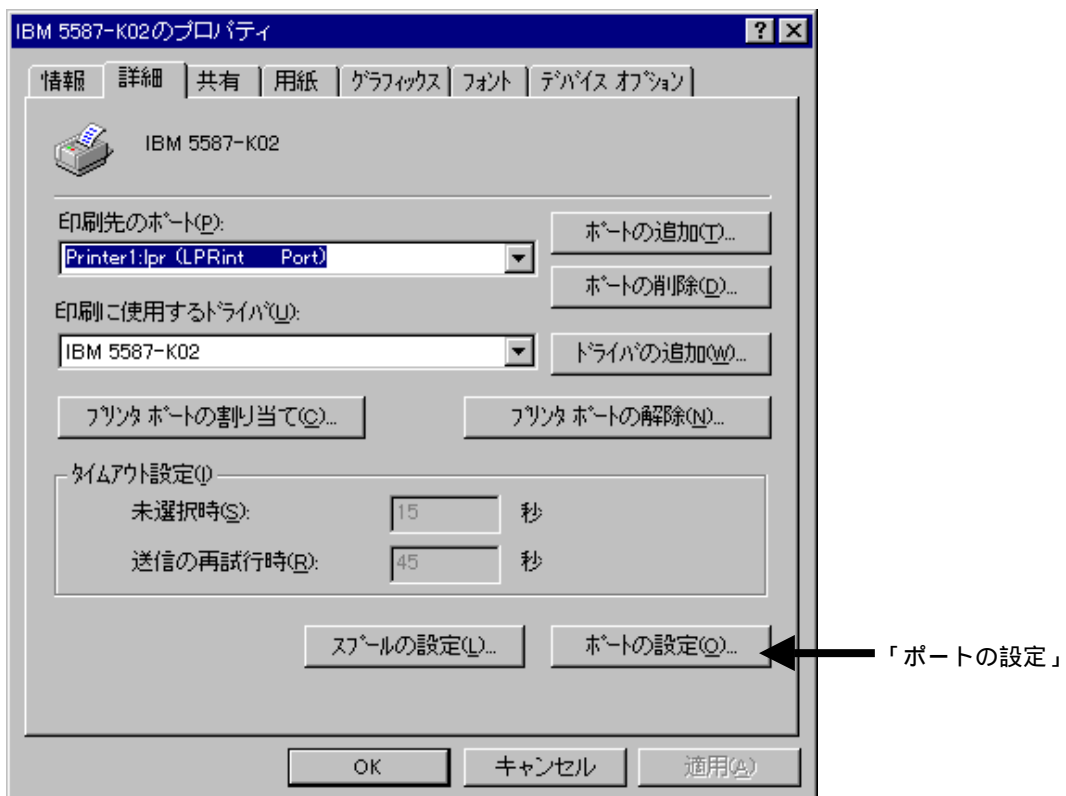 IBM 5587-K02のプロパティ
情報 詳細 共有 用紙 グラフィックス フォント デバイス オプション
IBM 5587-K02
印刷先のポート(P):
ポートの追加(T)...
Printer1:lpr (LPRint Port)
ポートの削除(D)...
印刷に使用するドライバ(U):
IBM 5587-K02
ドライバの追加(W)...
プリンタ ポートの割り当て(C)... プリンタ ポートの解除(N)...
タイムアウト設定(I)
未選択時(S): 15 秒
送信の再試行時(R): 45 秒
スプールの設定(L)... ポートの設定(O)... 「ポートの設定」
OK キャンセル 適用(A)